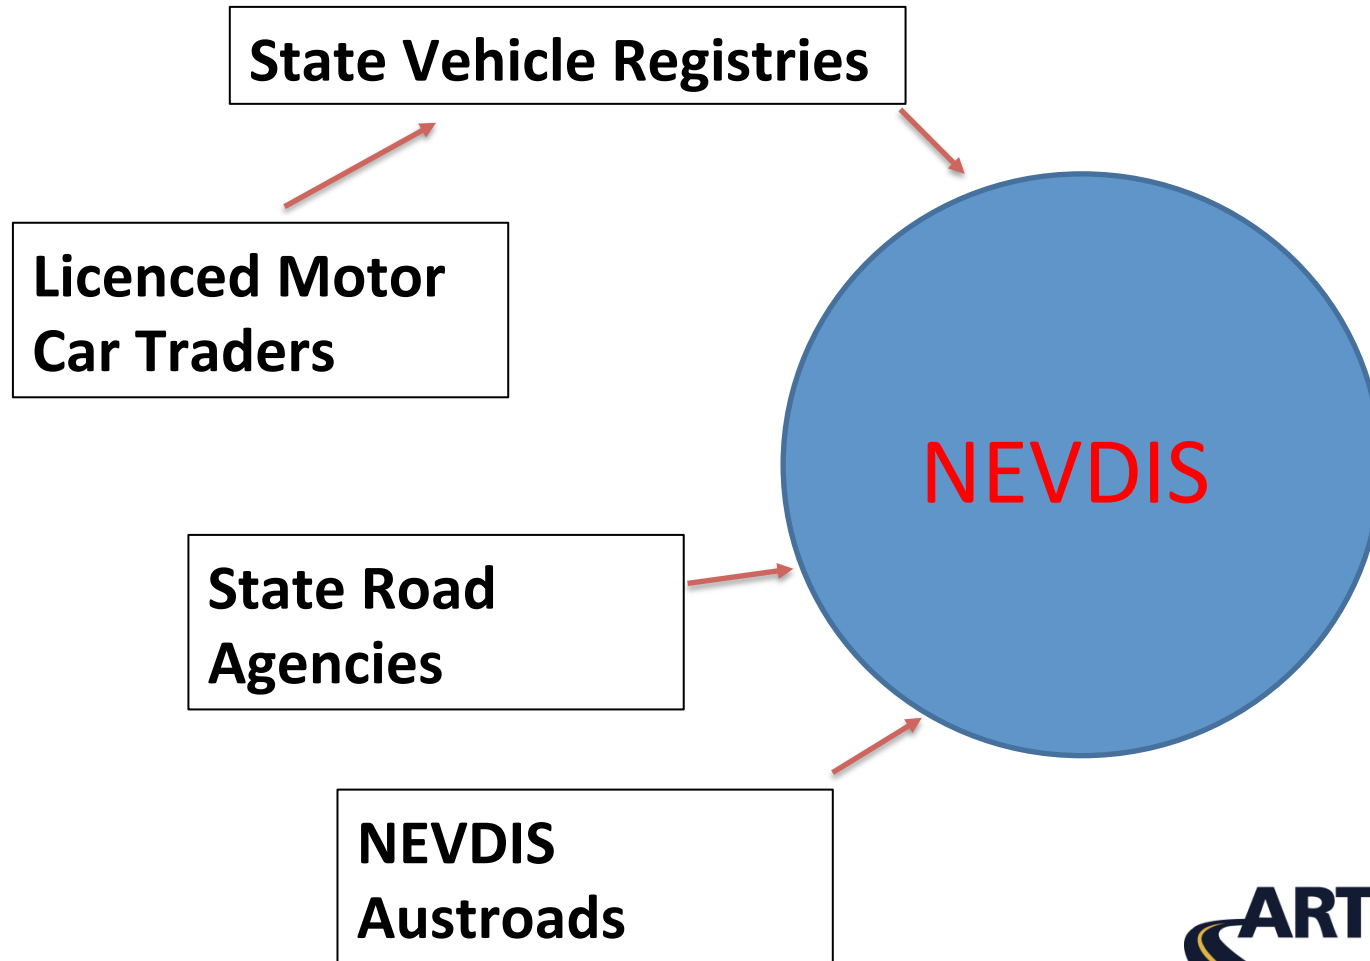 State Vehicle Registries
Licenced Motor
Car Traders
NEVDIS
State Road
Agencies
NEVDIS
Austroads
ART